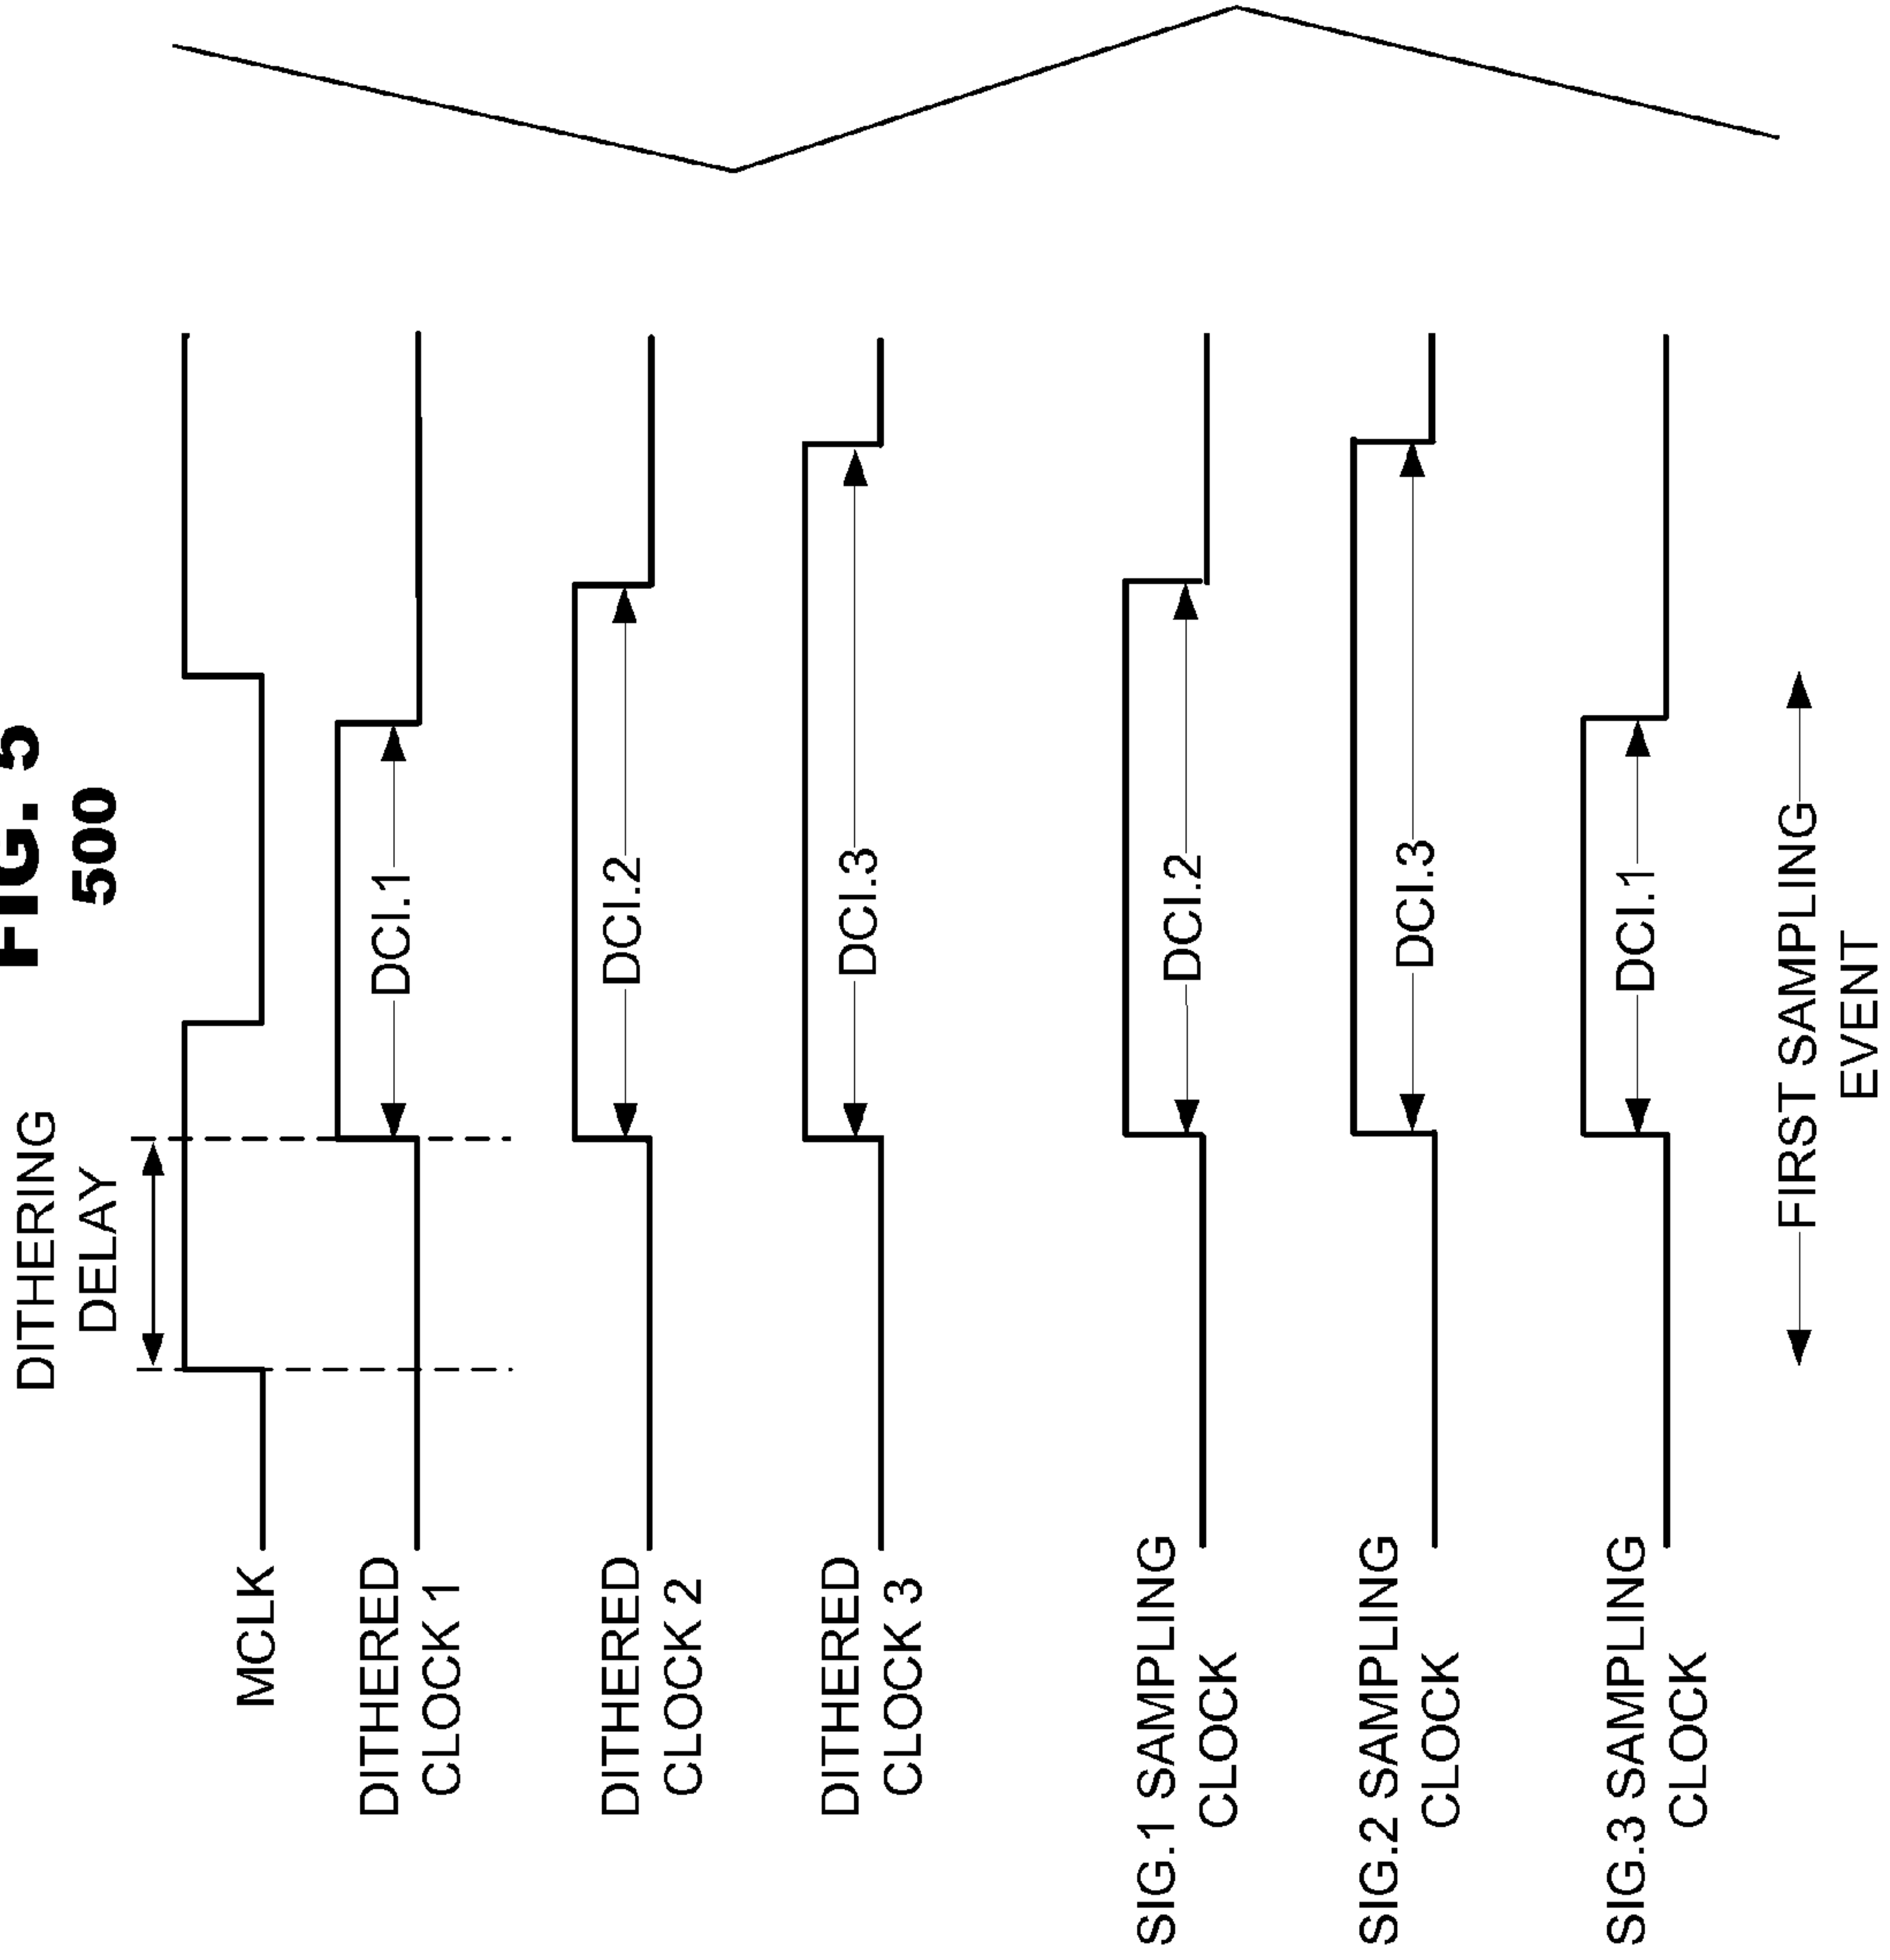 FIG. 5
500
DITHERING
DELAY
MCLK
DITHERED
CLOCK 1
DCI.1
DITHERED
CLOCK 2
DCI.2
DITHERED
CLOCK 3
DCI.3
SIG.1 SAMPLING
CLOCK
DCI.2
SIG.2 SAMPLING
CLOCK
DCI.3
SIG.3 SAMPLING
CLOCK
DCI.1
FIRST SAMPLING
EVENT